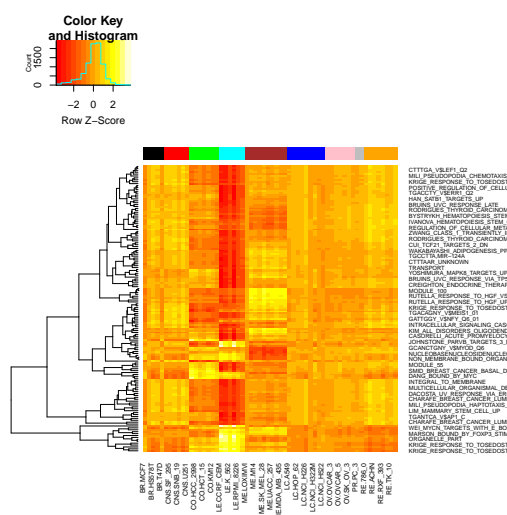 Color Key
and Histogram
Count
0
1500
−2
0
2
Row Z−Score
CTTTGA_V$LEF1_Q2
MILI_PSEUDOPODIA_CHEMOTAXIS
KRIGE_RESPONSE_TO_TOSEDOST
POSITIVE_REGULATION_OF_CELLU
TGACCTY_V$ERR1_Q2
HAN_SATB1_TARGETS_UP
BRUINS_UVC_RESPONSE_LATE
RODRIGUES_THYROID_CARCINOM
BYSTRYKH_HEMATOPOIESIS_STEM
IVANOVA_HEMATOPOIESIS_STEM
REGULATION_OF_CELLULAR_META
ZWANG_CLASS_1_TRANSIENTLY_I
RODRIGUES_THYROID_CARCINOM
CUI_TCF21_TARGETS_2_DN
WAKABAYASHI_ADIPOGENESIS_PP
TGCCTTA,MIR−124A
CTTTAAR_UNKNOWN
TRANSPORT
YOSHIMURA_MAPK8_TARGETS_UP
BRUINS_UVC_RESPONSE_VIA_TP5
CREIGHTON_ENDOCRINE_THERAP
MODULE_100
RUTELLA_RESPONSE_TO_HGF_VS
RUTELLA_RESPONSE_TO_HGF_UP
KRIGE_RESPONSE_TO_TOSEDOST
TGACAGNY_V$MEIS1_01
GATTGGY_V$NFY_Q6_01
INTRACELLULAR_SIGNALING_CAS
KIM_ALL_DISORDERS_OLIGODEND
CASORELLI_ACUTE_PROMYELOCY
JOHNSTONE_PARVB_TARGETS_3_
GCANCTGNY_V$MYOD_Q6
NUCLEOBASENUCLEOSIDENUCLE
NON_MEMBRANE_BOUND_ORGAN
MODULE_55
SMID_BREAST_CANCER_BASAL_D
DANG_BOUND_BY_MYC
INTEGRAL_TO_MEMBRANE
MULTICELLULAR_ORGANISMAL_DE
DACOSTA_UV_RESPONSE_VIA_ER
CHARAFE_BREAST_CANCER_LUM
MILI_PSEUDOPODIA_HAPTOTAXIS_
LIM_MAMMARY_STEM_CELL_UP
TGANTCA_V$AP1_C
CHARAFE_BREAST_CANCER_LUM
WEI_MYCN_TARGETS_WITH_E_BO
MARSON_BOUND_BY_FOXP3_STIM
ORGANELLE_PART
KRIGE_RESPONSE_TO_TOSEDOST
KRIGE_RESPONSE_TO_TOSEDOST
BR.MCF7
BR.HS578T
BR.T47D
CNS.SF_295
CNS.SNB_19
CNS.U251
CO.HCC_2998
CO.HCT_15
CO.KM12
LE.CCRF_CEM
LE.K_562
LE.RPMI_8226
ME.LOXIMVI
ME.M14
ME.SK_MEL_28
ME.UACC_257
ME.MDA_MB_435
LC.A549
LC.HOP_62
LC.NCI_H226
LC.NCI_H322M
LC.NCI_H522
OV.OVCAR_3
OV.OVCAR_5
OV.SK_OV_3
PR.PC_3
RE.786_0
RE.ACHN
RE.RXF_393
RE.TK_10